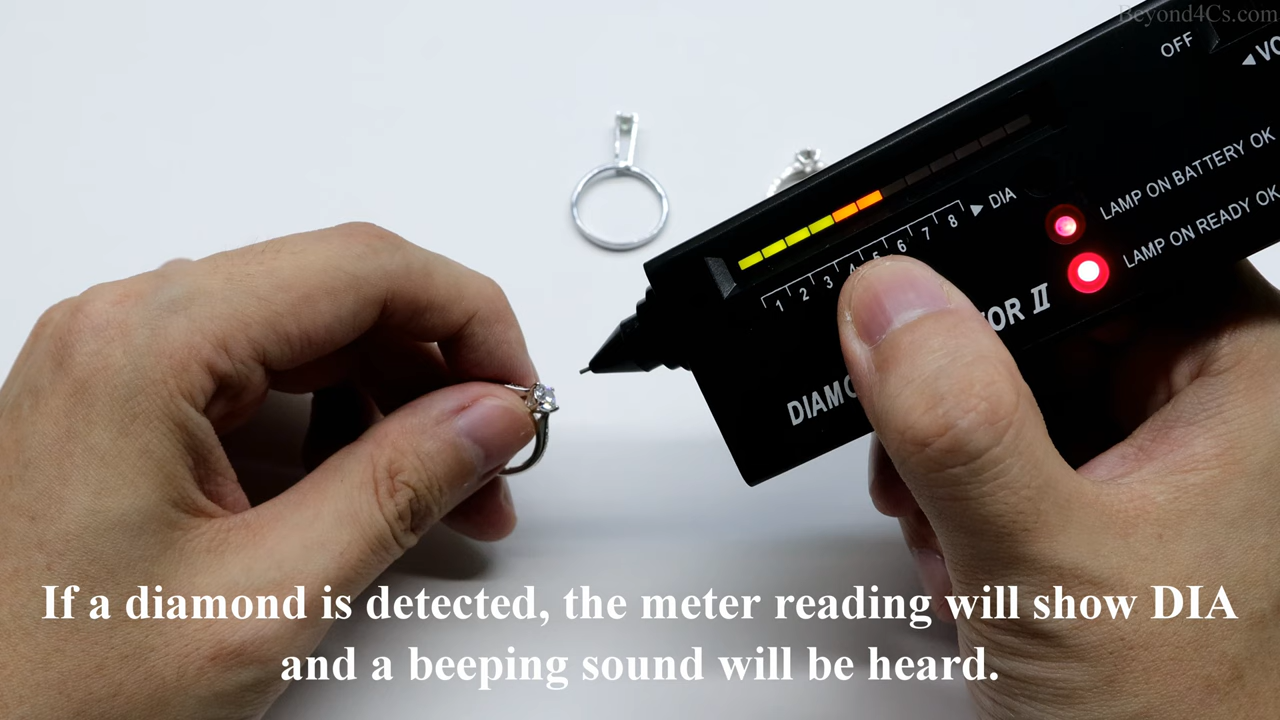 Beyond4Cs.com
OFF
◄VO
LAMP ON BATTERY OK
LAMP ON READY OK
1 2 3 4 5 6 7 8 ► DIA
DIAMO OR II
If a diamond is detected, the meter reading will show DIA
and a beeping sound will be heard.